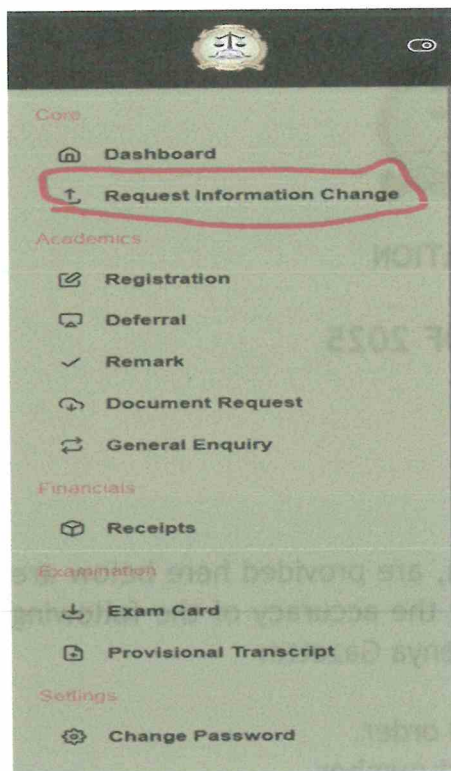 Core
Dashboard
Request Information Change
Academics
Registration
Deferral
Remark
Document Request
General Enquiry
Financials
Receipts
Examination
Exam Card
Provisional Transcript
Settings
Change Password